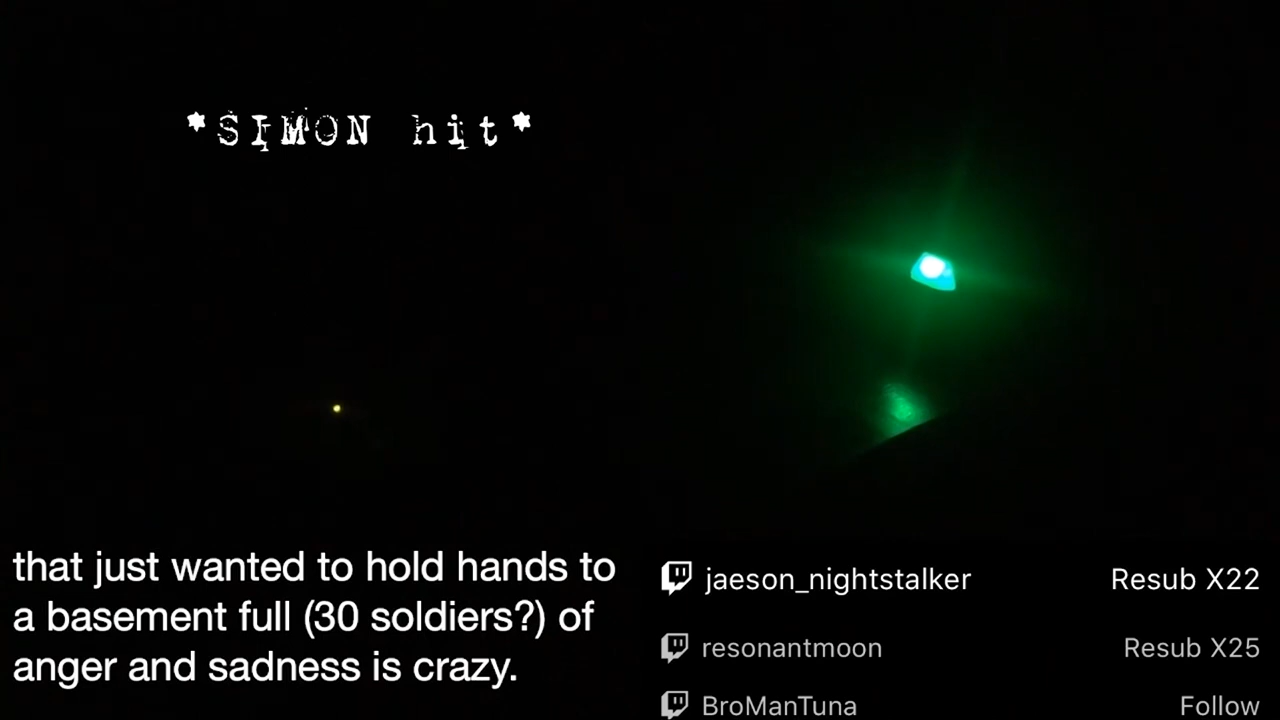 *SIMON hit*
that just wanted to hold hands to
a basement full (30 soldiers?) of
anger and sadness is crazy.
jaeson_nightstalker Resub X22
resonantmoon Resub X25
BroManTuna Follow